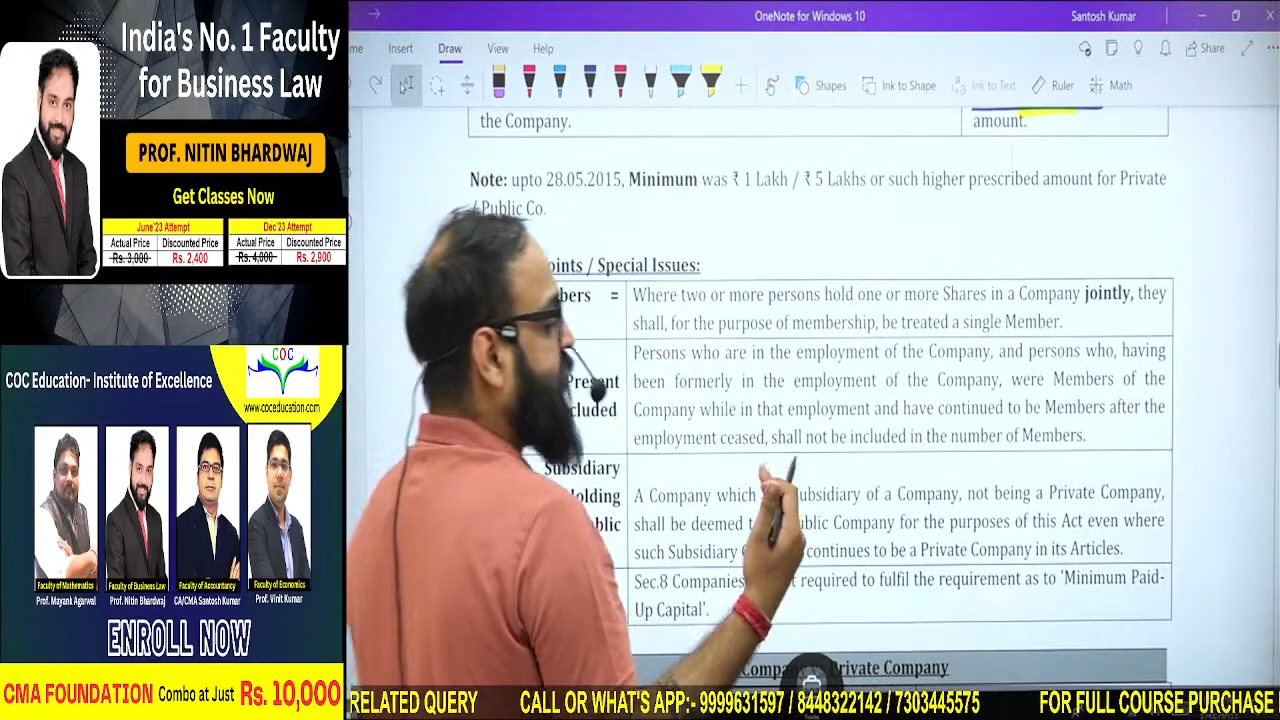 India's No. 1 Faculty
for Business Law
PROF. NITIN BHARDWAJ
Get Classes Now
June'23 Attempt
Dec'23 Attempt
Actual Price
Discounted Price
Actual Price
Discounted Price
Rs. 3,000
Rs. 2,400
Rs. 4,000
Rs. 2,900
COC Education- Institute of Excellence
COC
www.coceducation.com
Faculty of Mathematics
Faculty of Business Law
Faculty of Accountancy
Faculty of Economics
Prof. Mayank Agarwal
Prof. Nitin Bhardwaj
CA/CMA Santosh Kumar
Prof. Vinit Kumar
ENROLL NOW
CMA FOUNDATION Combo at Just Rs. 10,000
OneNote for Windows 10
Santosh Kumar
me
Insert
Draw
View
Help
Share
Shapes
Ink to Shape
Ink to Text
Ruler
Math
the Company.
amount.
Note: upto 28.05.2015, Minimum was ₹ 1 Lakh / ₹ 5 Lakhs or such higher prescribed amount for Private
/ Public Co.
oints / Special Issues:
bers =
Where two or more persons hold one or more Shares in a Company jointly, they
shall, for the purpose of membership, be treated a single Member.
Present
cluded
Persons who are in the employment of the Company, and persons who, having
been formerly in the employment of the Company, were Members of the
Company while in that employment and have continued to be Members after the
employment ceased, shall not be included in the number of Members.
Subsidiary
olding
blic
A Company which ubsidiary of a Company, not being a Private Company,
shall be deemed ublic Company for the purposes of this Act even where
such Subsidiary continues to be a Private Company in its Articles.
Sec.8 Companies required to fulfil the requirement as to 'Minimum Paid-
Up Capital'.
Company Private Company
RELATED QUERY CALL OR WHAT'S APP:- 9999631597 / 8448322142 / 7303445575 FOR FULL COURSE PURCHASE